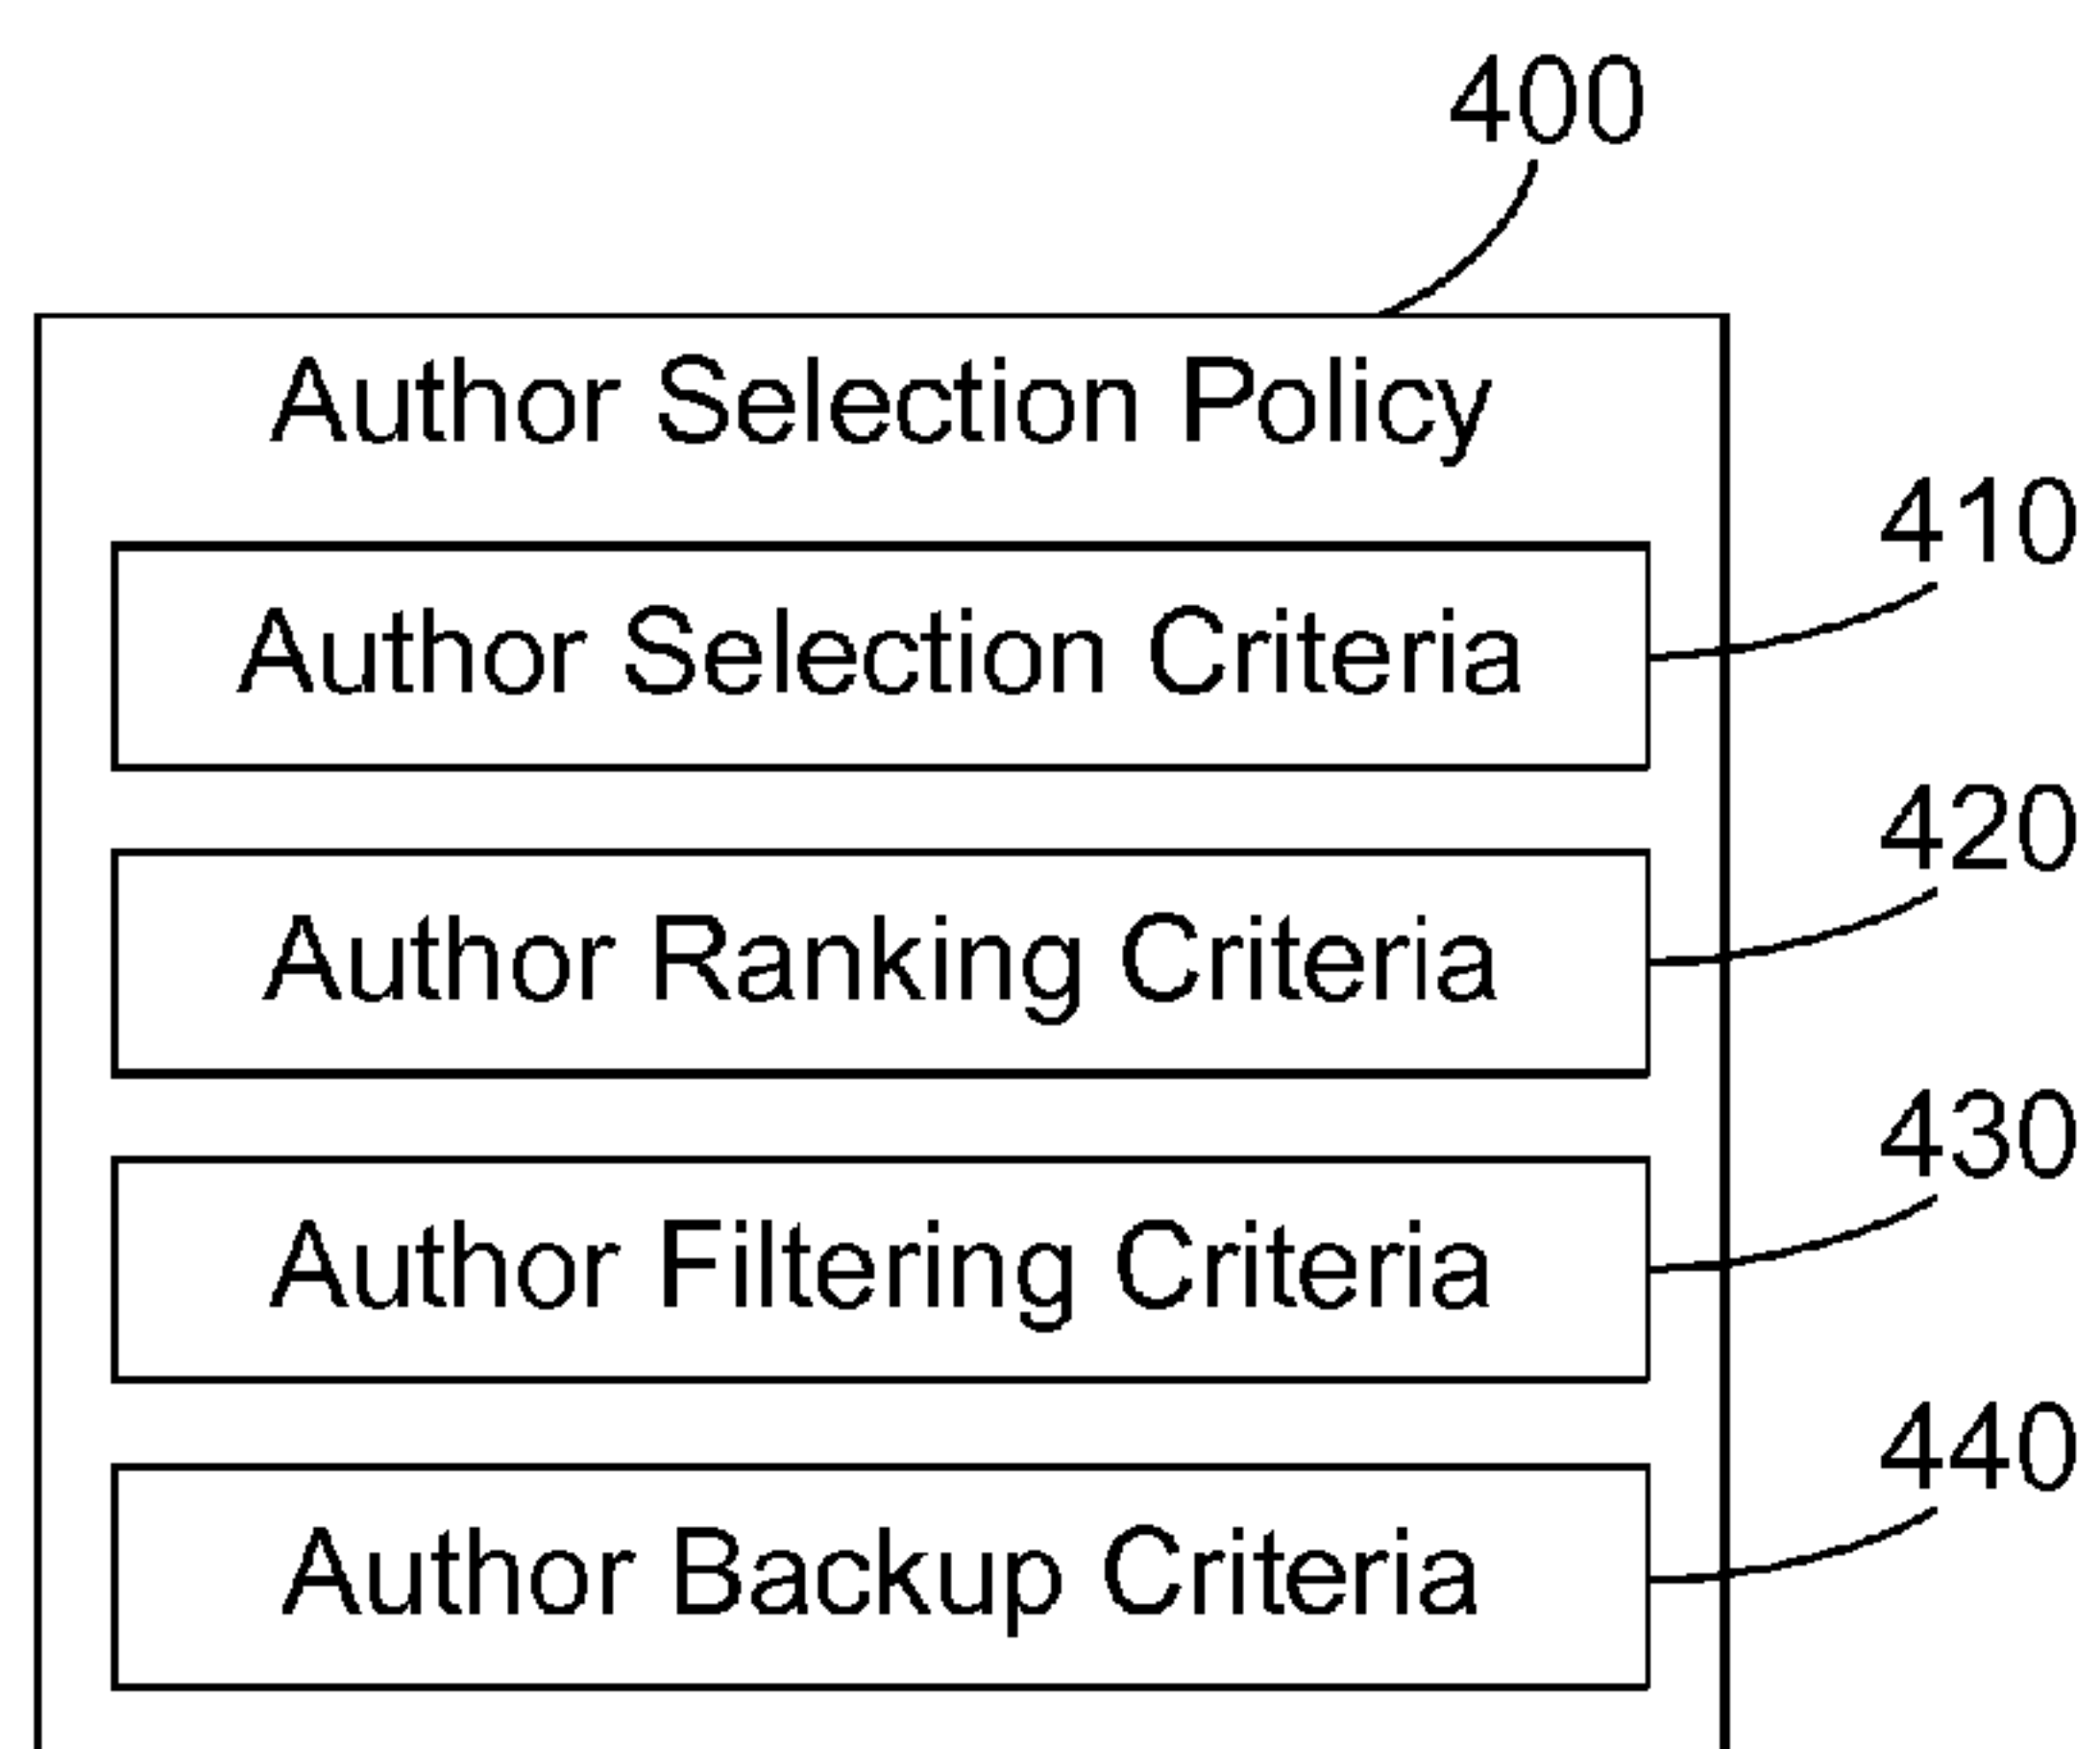 400
Author Selection Policy
410
Author Selection Criteria
420
Author Ranking Criteria
430
Author Filtering Criteria
440
Author Backup Criteria